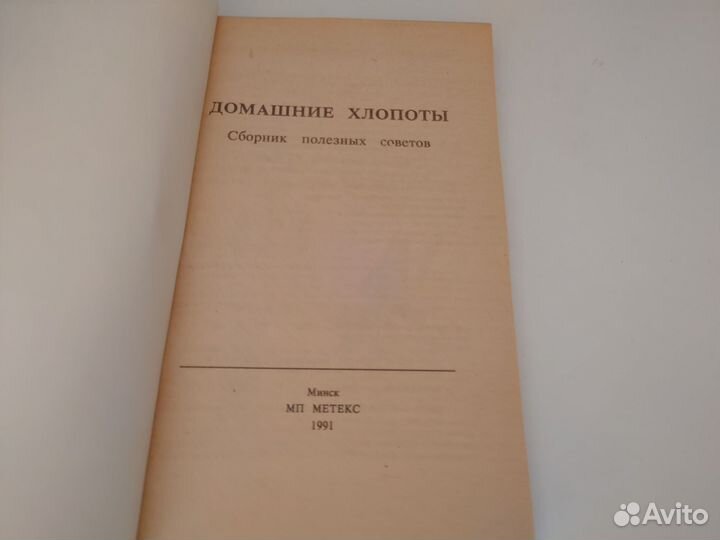 ДОМАШНИЕ ХЛОПОТЫ
Сборник полезных советов
Минск
МП МЕТЕКС
1991
Avito